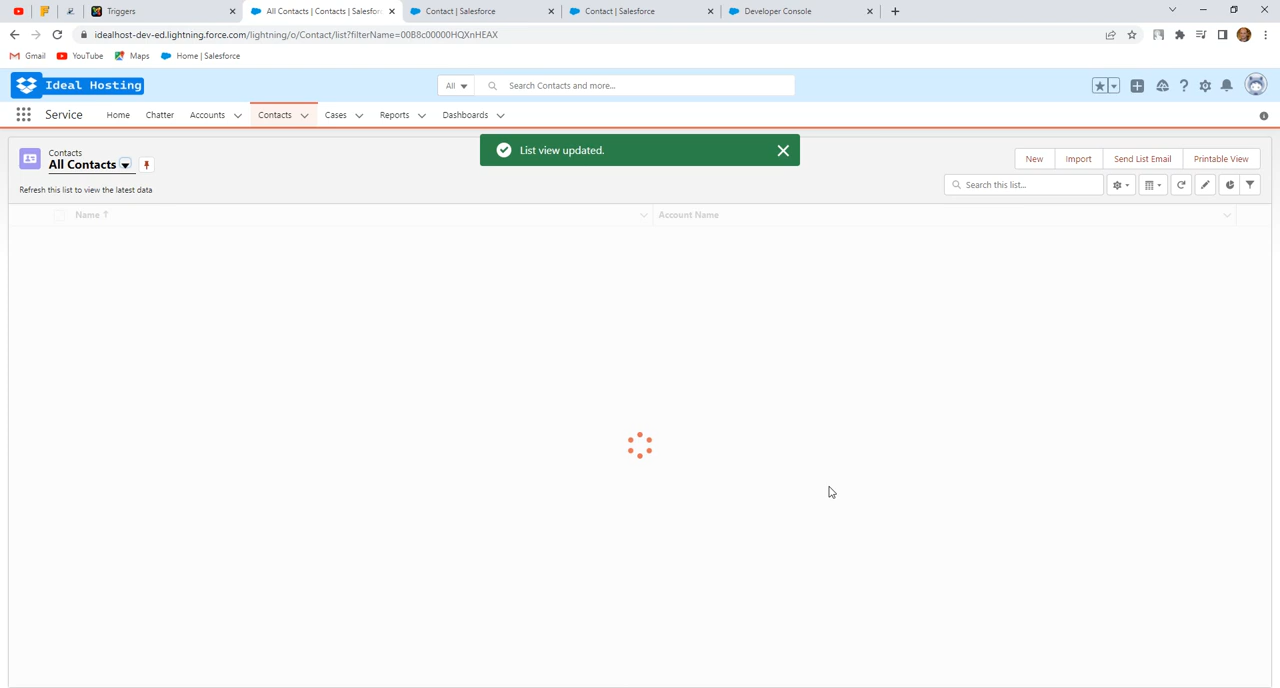 Triggers
All Contacts | Contacts | Salesfor
Contact | Salesforce
Contact | Salesforce
Developer Console
idealhost-dev-ed.lightning.force.com/lightning/o/Contact/list?filterName=00B8c00000HQXnHEAX
Gmail
YouTube
Maps
Home | Salesforce
Ideal Hosting
All
Search Contacts and more...
Service
Home
Chatter
Accounts
Contacts
Cases
Reports
Dashboards
List view updated.
Contacts
All Contacts
New
Import
Send List Email
Printable View
Refresh this list to view the latest data
Search this list...
Name ↑
Account Name